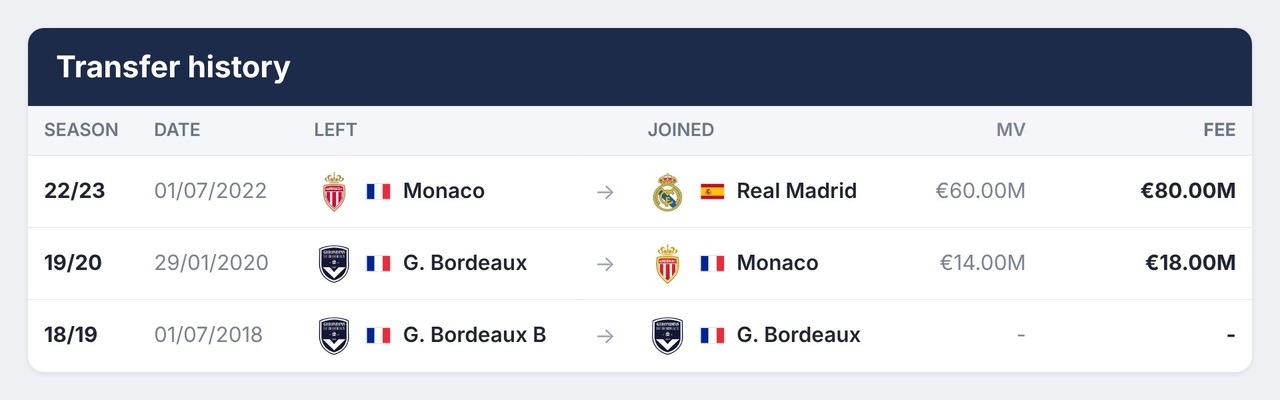 Transfer history
SEASON DATE LEFT JOINED MV FEE
22/23 01/07/2022 Monaco → Real Madrid €60.00M €80.00M
19/20 29/01/2020 G. Bordeaux → Monaco €14.00M €18.00M
18/19 01/07/2018 G. Bordeaux B → G. Bordeaux - -